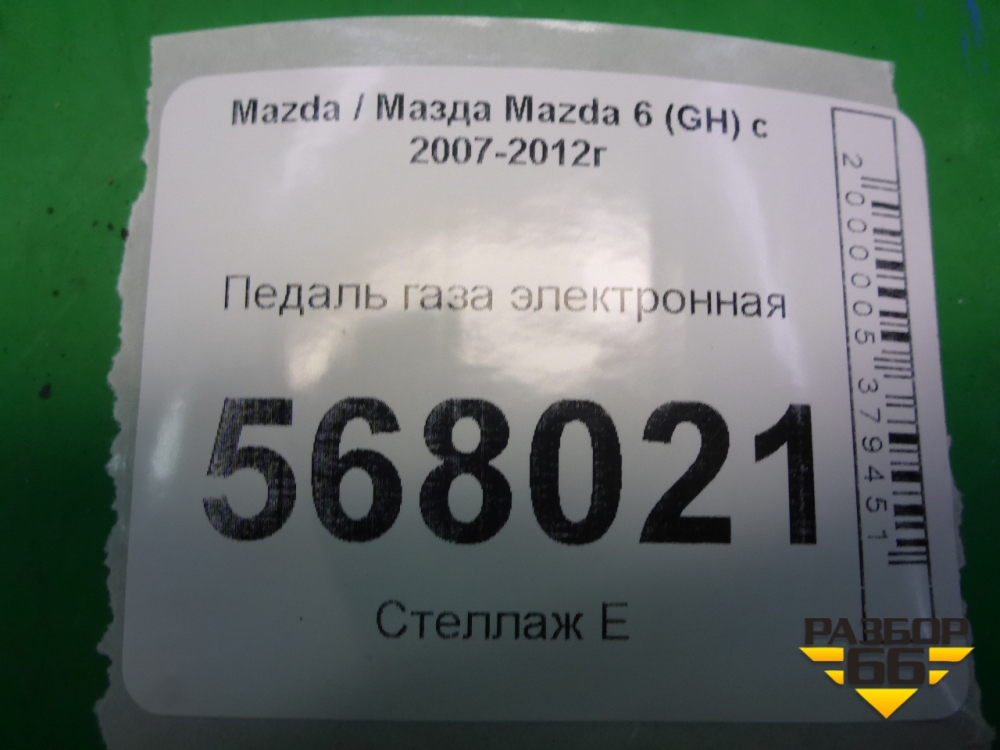 Mazda / Мазда Mazda 6 (GH) с
2007-2012г
Педаль газа электронная
568021
Стеллаж Е
2000005379451
РАЗБОР
66